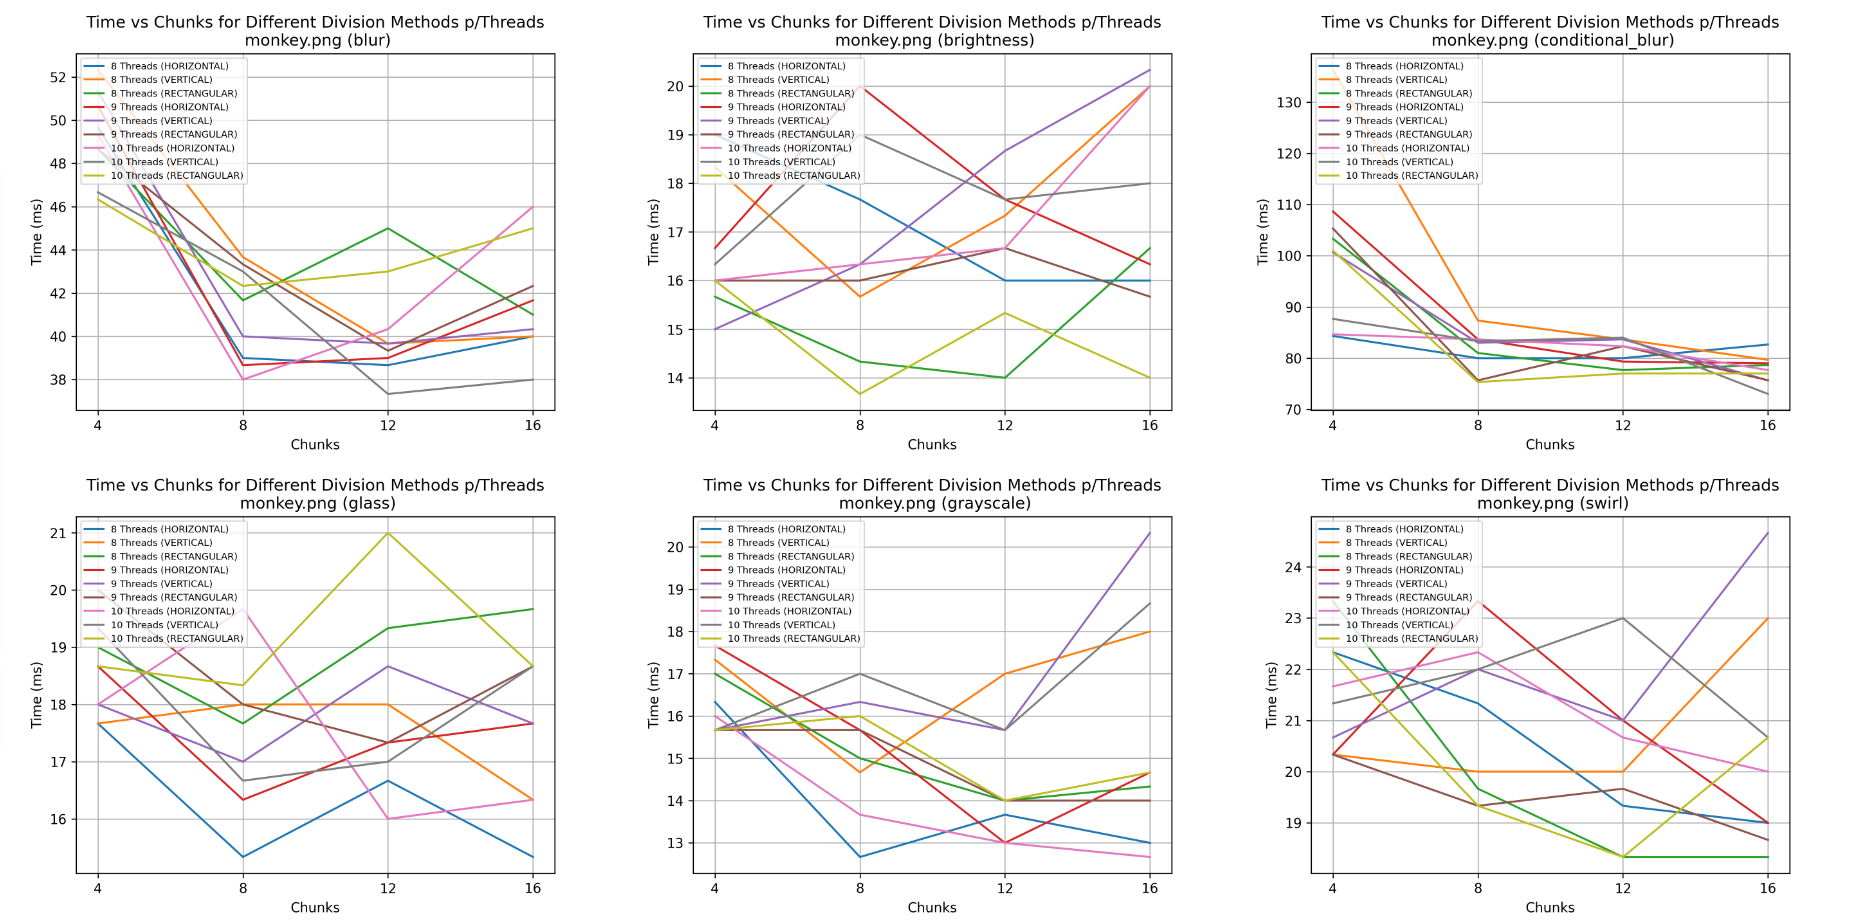 Time vs Chunks for Different Division Methods p/Threads
monkey.png (blur)
8 Threads (HORIZONTAL)
8 Threads (VERTICAL)
8 Threads (RECTANGULAR)
9 Threads (HORIZONTAL)
9 Threads (VERTICAL)
9 Threads (RECTANGULAR)
10 Threads (HORIZONTAL)
10 Threads (VERTICAL)
10 Threads (RECTANGULAR)
Time (ms)
52
50
48
46
44
42
40
38
4 8 12 16
Chunks
Time vs Chunks for Different Division Methods p/Threads
monkey.png (brightness)
8 Threads (HORIZONTAL)
8 Threads (VERTICAL)
8 Threads (RECTANGULAR)
9 Threads (HORIZONTAL)
9 Threads (VERTICAL)
9 Threads (RECTANGULAR)
10 Threads (HORIZONTAL)
10 Threads (VERTICAL)
10 Threads (RECTANGULAR)
Time (ms)
20
19
18
17
16
15
14
4 8 12 16
Chunks
Time vs Chunks for Different Division Methods p/Threads
monkey.png (conditional_blur)
8 Threads (HORIZONTAL)
8 Threads (VERTICAL)
8 Threads (RECTANGULAR)
9 Threads (HORIZONTAL)
9 Threads (VERTICAL)
9 Threads (RECTANGULAR)
10 Threads (HORIZONTAL)
10 Threads (VERTICAL)
10 Threads (RECTANGULAR)
Time (ms)
130
120
110
100
90
80
70
4 8 12 16
Chunks
Time vs Chunks for Different Division Methods p/Threads
monkey.png (glass)
8 Threads (HORIZONTAL)
8 Threads (VERTICAL)
8 Threads (RECTANGULAR)
9 Threads (HORIZONTAL)
9 Threads (VERTICAL)
9 Threads (RECTANGULAR)
10 Threads (HORIZONTAL)
10 Threads (VERTICAL)
10 Threads (RECTANGULAR)
Time (ms)
21
20
19
18
17
16
4 8 12 16
Chunks
Time vs Chunks for Different Division Methods p/Threads
monkey.png (grayscale)
8 Threads (HORIZONTAL)
8 Threads (VERTICAL)
8 Threads (RECTANGULAR)
9 Threads (HORIZONTAL)
9 Threads (VERTICAL)
9 Threads (RECTANGULAR)
10 Threads (HORIZONTAL)
10 Threads (VERTICAL)
10 Threads (RECTANGULAR)
Time (ms)
20
19
18
17
16
15
14
13
4 8 12 16
Chunks
Time vs Chunks for Different Division Methods p/Threads
monkey.png (swirl)
8 Threads (HORIZONTAL)
8 Threads (VERTICAL)
8 Threads (RECTANGULAR)
9 Threads (HORIZONTAL)
9 Threads (VERTICAL)
9 Threads (RECTANGULAR)
10 Threads (HORIZONTAL)
10 Threads (VERTICAL)
10 Threads (RECTANGULAR)
Time (ms)
24
23
22
21
20
19
4 8 12 16
Chunks